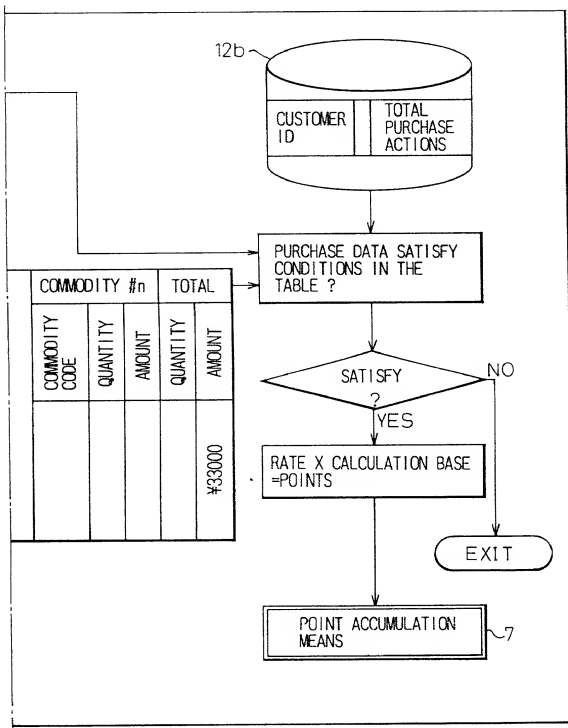 12b
CUSTOMER
ID
TOTAL
PURCHASE
ACTIONS
PURCHASE DATA SATISFY
CONDITIONS IN THE
TABLE ?
COMMODITY #n
TOTAL
COMMODITY
CODE
QUANTITY
AMOUNT
QUANTITY
AMOUNT
¥33000
SATISFY
?
NO
YES
RATE X CALCULATION BASE
=POINTS
EXIT
POINT ACCUMULATION
MEANS
7